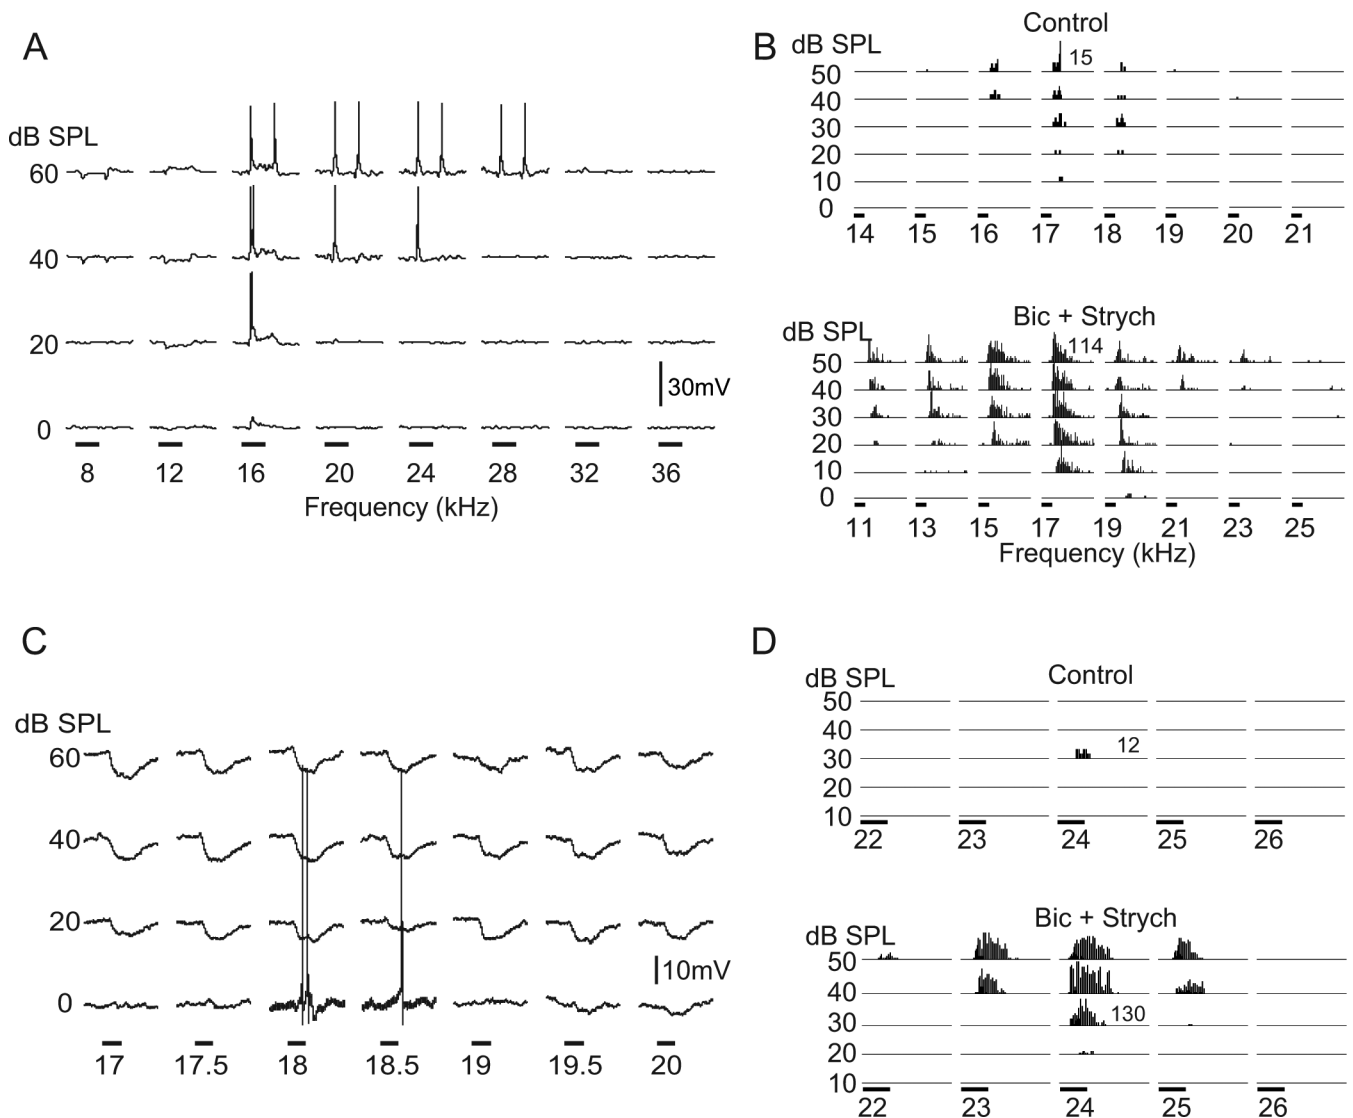 A
dB SPL
60
40
20
0
30mV
8 12 16 20 24 28 32 36
Frequency (kHz)
B
Control
dB SPL
50
15
40
30
20
10
0
14 15 16 17 18 19 20 21
Bic + Strych
dB SPL
50
114
40
30
20
10
0
11 13 15 17 19 21 23 25
Frequency (kHz)
C
dB SPL
60
40
20
10mV
0
17 17.5 18 18.5 19 19.5 20
D
Control
dB SPL
50
40
30
12
20
10
22 23 24 25 26
Bic + Strych
dB SPL
50
40
30
130
20
10
22 23 24 25 26